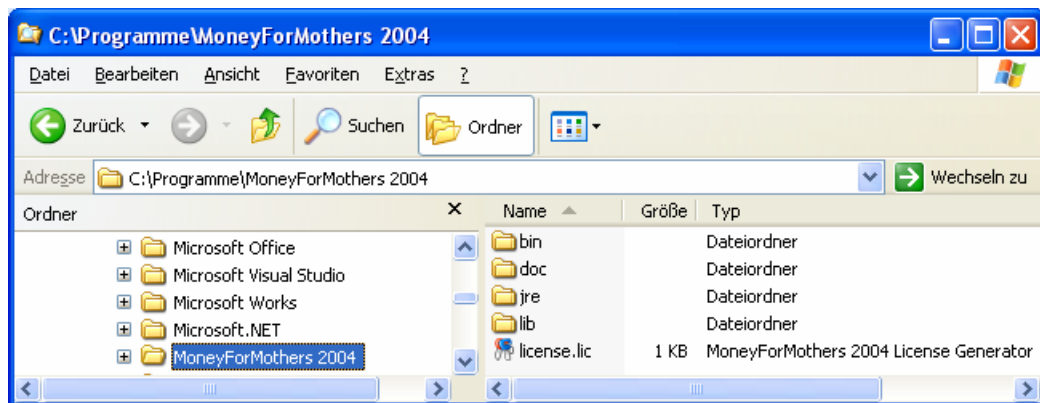 C:\Programme\MoneyForMothers 2004
Datei Bearbeiten Ansicht Favoriten Extras ?
Zurück Suchen Ordner
Adresse C:\Programme\MoneyForMothers 2004 Wechseln zu
Ordner x Name Größe Typ
Microsoft Office bin Dateiordner
Microsoft Visual Studio doc Dateiordner
Microsoft Works jre Dateiordner
Microsoft.NET lib Dateiordner
MoneyForMothers 2004 license.lic 1 KB MoneyForMothers 2004 License Generator